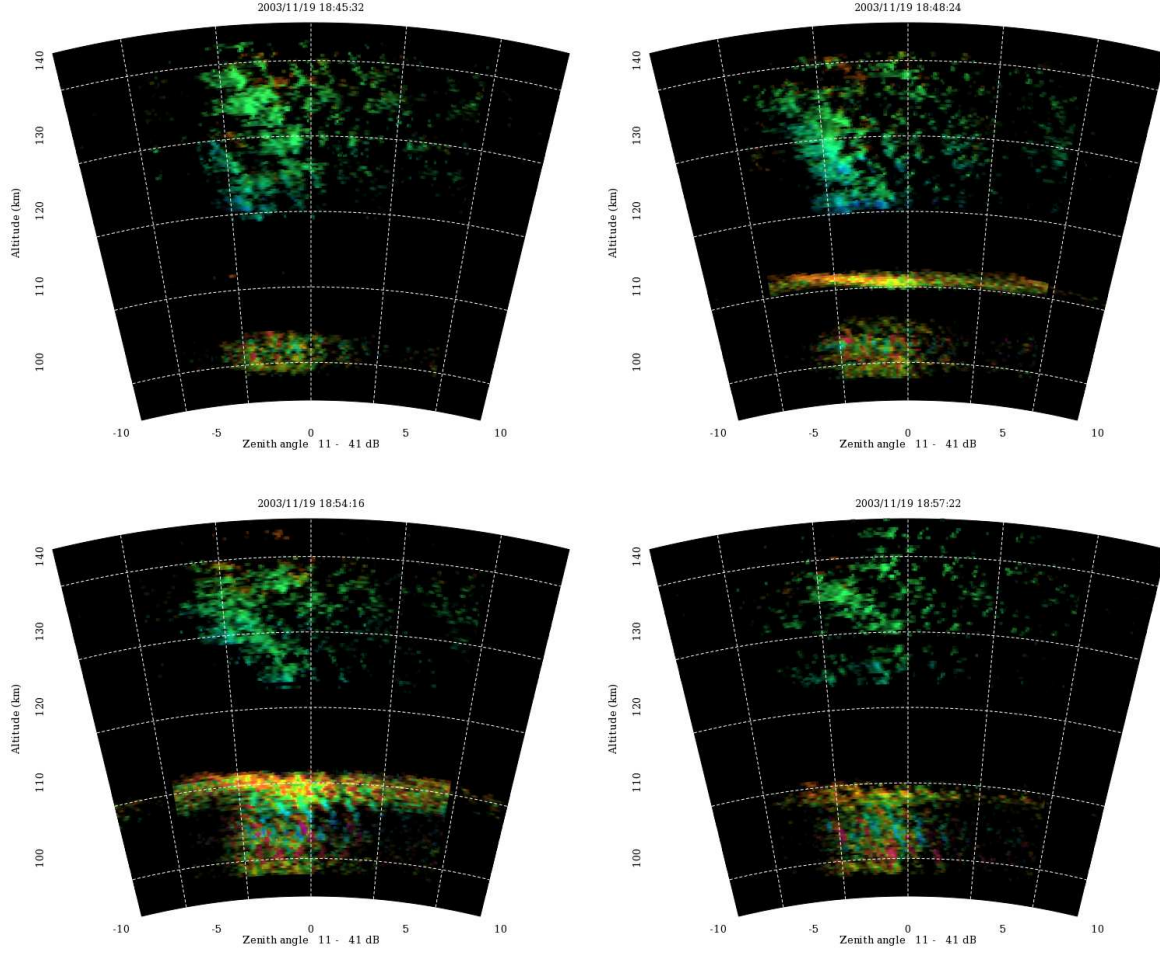 2003/11/19 18:45:32
140
130
120
110
100
Altitude (km)
-10 -5 0 5 10
Zenith angle 11 - 41 dB
2003/11/19 18:48:24
140
130
120
110
100
Altitude (km)
-10 -5 0 5 10
Zenith angle 11 - 41 dB
2003/11/19 18:54:16
140
130
120
110
100
Altitude (km)
-10 -5 0 5 10
Zenith angle 11 - 41 dB
2003/11/19 18:57:22
140
130
120
110
100
Altitude (km)
-10 -5 0 5 10
Zenith angle 11 - 41 dB